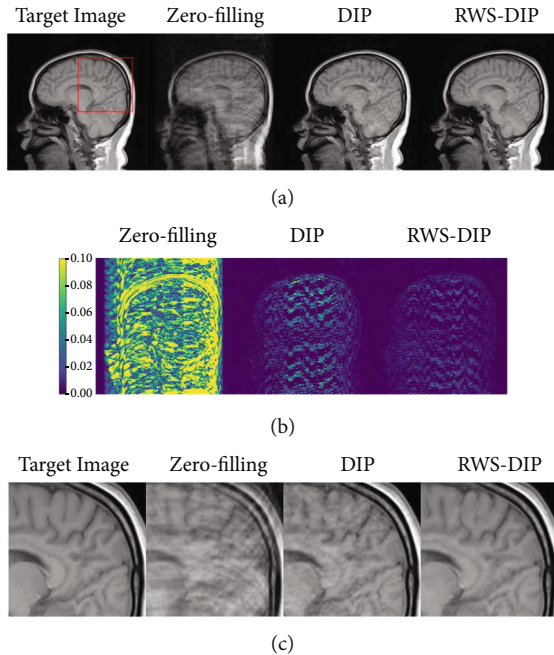 Target Image Zero-filling DIP RWS-DIP
(a)
Zero-filling DIP RWS-DIP
0.10
0.08
0.06
0.04
0.02
0.00
(b)
Target Image Zero-filling DIP RWS-DIP
(c)